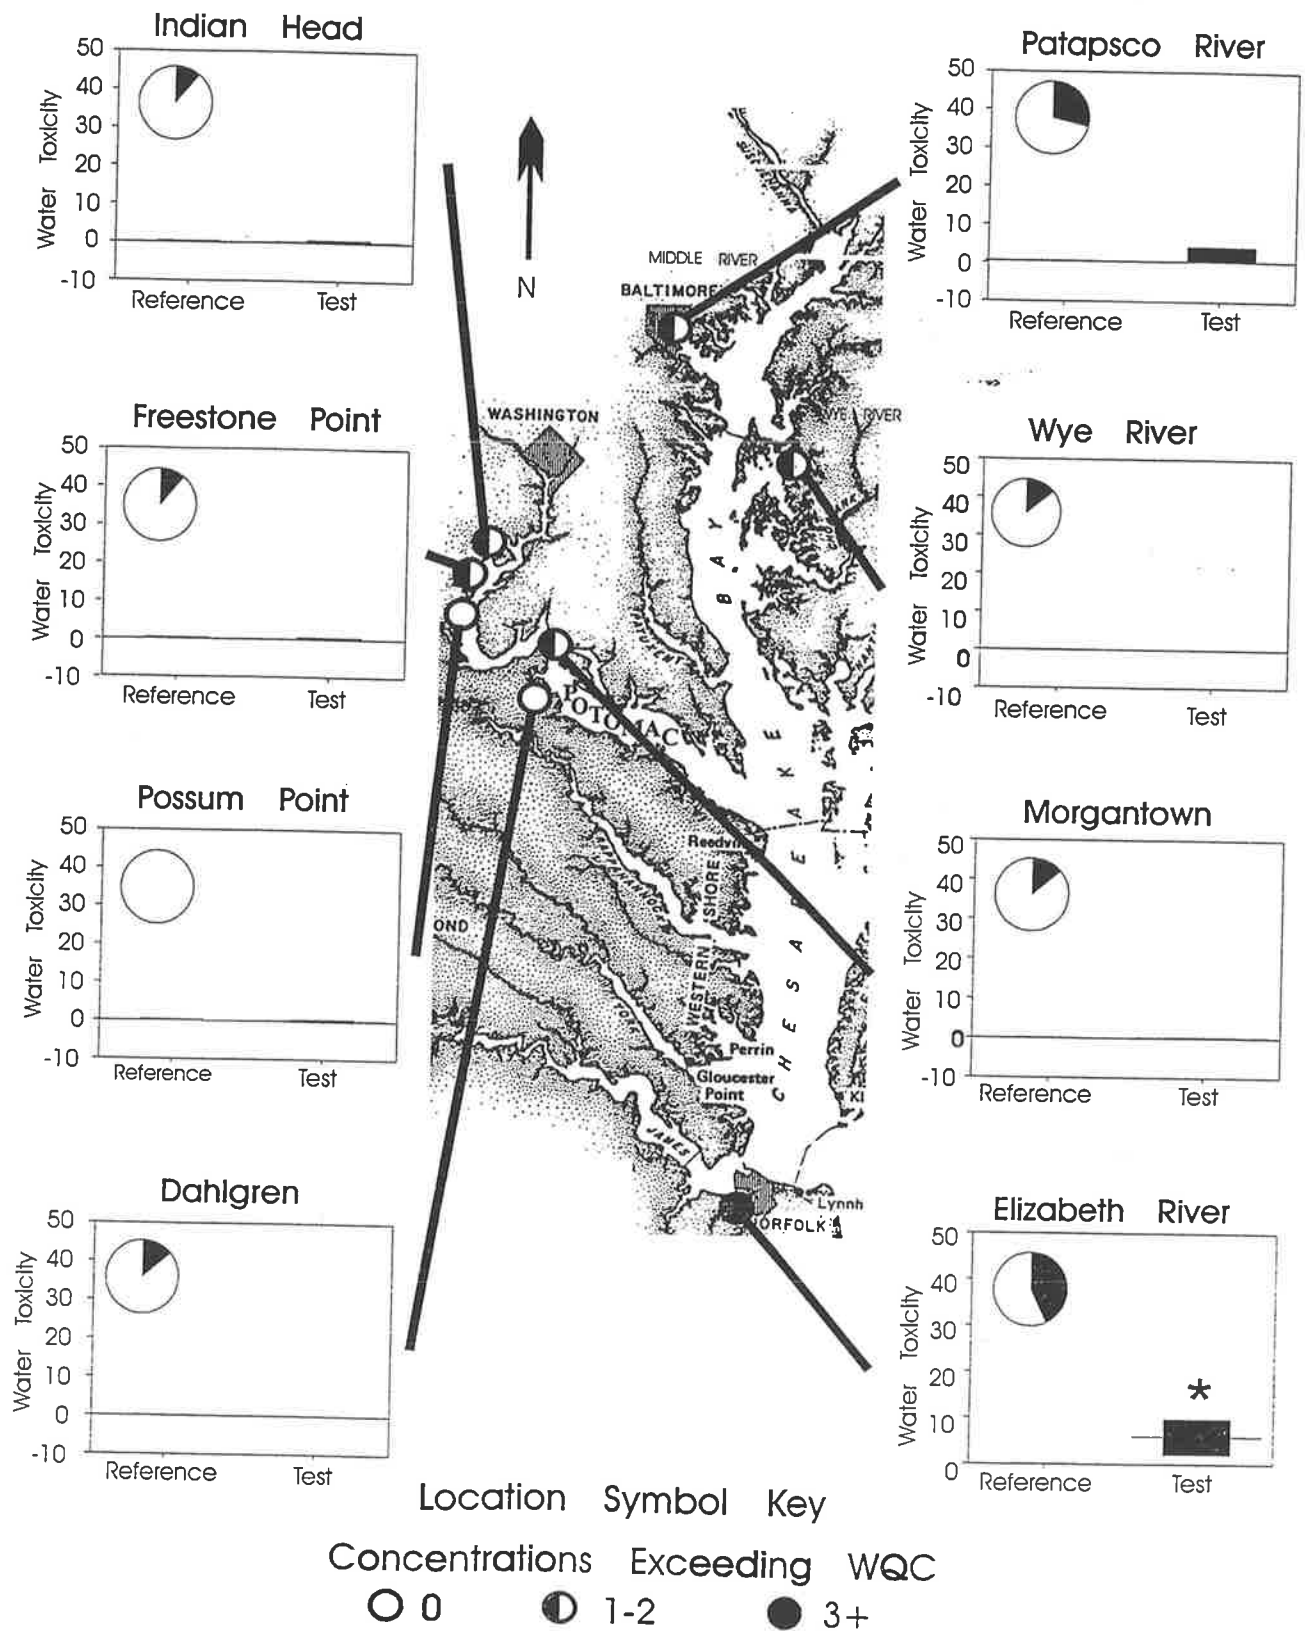 Indian Head
50
40
30
20
10
0
-10
Water Toxicity
Reference Test
Patapsco River
50
40
30
20
10
0
-10
Water Toxicity
Reference Test
Freestone Point
50
40
30
20
10
0
-10
Water Toxicity
Reference Test
Wye River
50
40
30
20
10
0
-10
Water Toxicity
Reference Test
Possum Point
50
40
30
20
10
0
-10
Water Toxicity
Reference Test
Morgantown
50
40
30
20
10
0
-10
Water Toxicity
Reference Test
Dahlgren
50
40
30
20
10
0
-10
Water Toxicity
Reference Test
Elizabeth River
50
40
30
20
10
0
Water Toxicity
*
Reference Test
N
MIDDLE RIVER
BALTIMORE
WASHINGTON
WYE RIVER
CHESAPEAKE BAY
POTOMAC
Reedvil
RAPPAHANNOCK
WESTERN SHORE
OND
YORK
Perrin
Gloucester
Point
KI
JAMES
Lynnh
NORFOLK
Location Symbol Key
Concentrations Exceeding WQC
0 1-2 3+